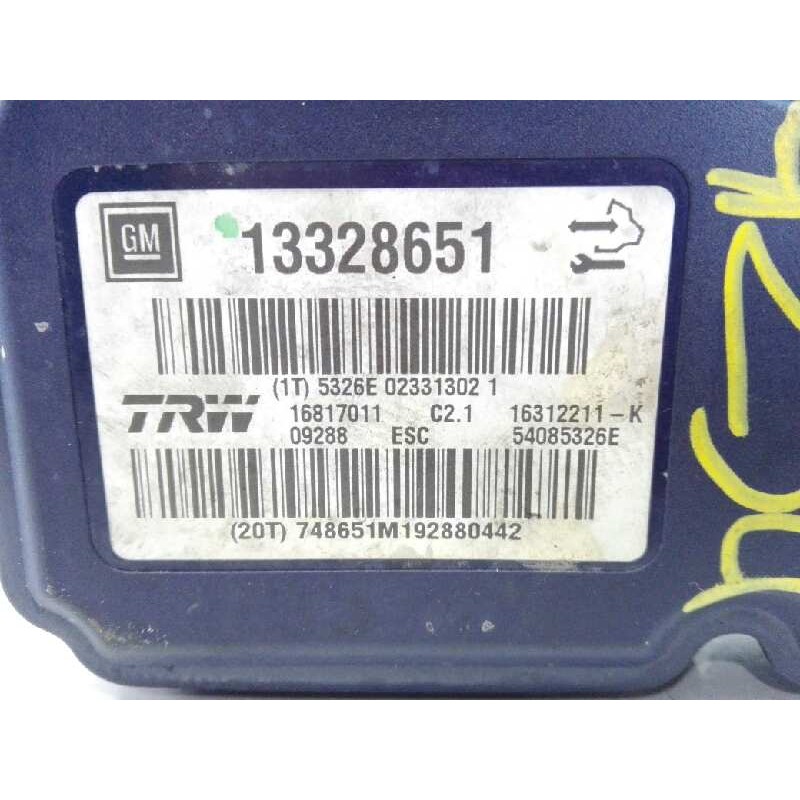 GM 13328651
(1T) 5326E 02331302 1
TRW 16817011 C2.1 16312211-K
09288 ESC 54085326E
(20T) 748651M192880442